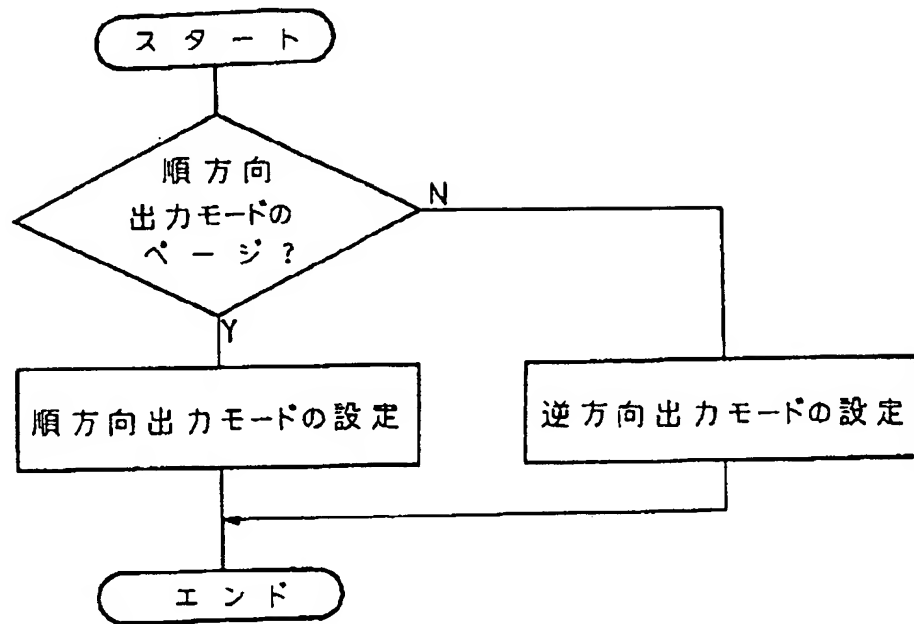 スタート
順方向
出力モードの
ページ?
N
Y
順方向出力モードの設定
逆方向出力モードの設定
エンド